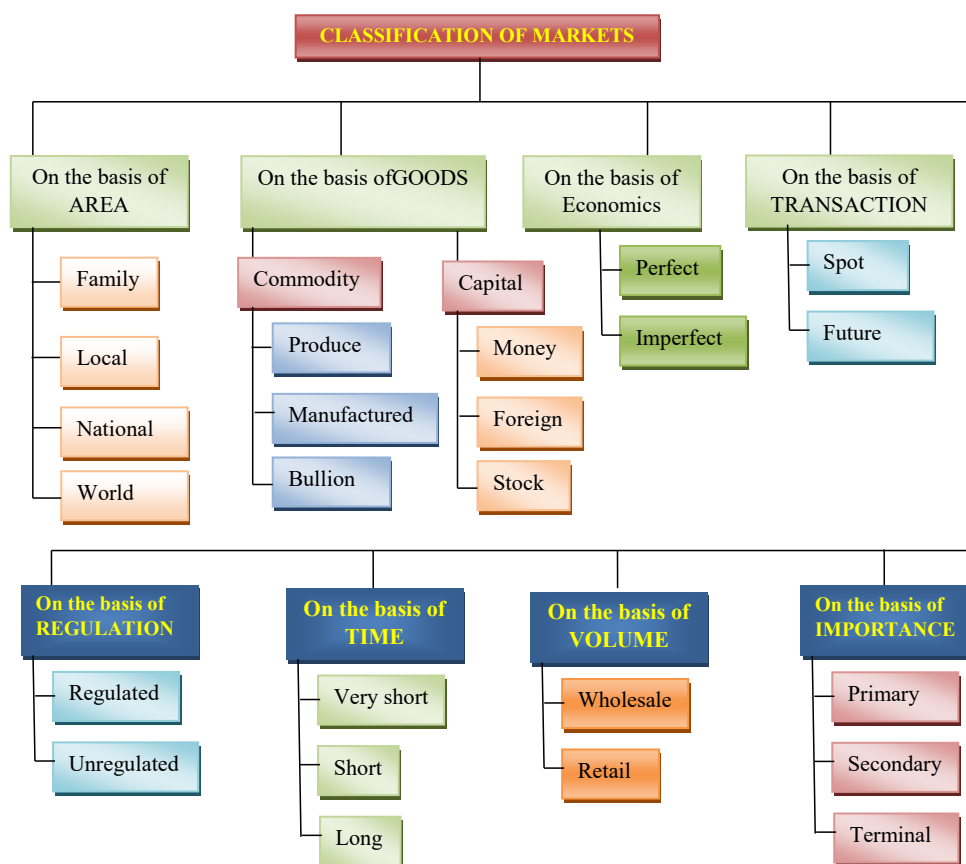 CLASSIFICATION OF MARKETS
On the basis of
AREA
Family
Local
National
World
On the basis ofGOODS
Commodity
Produce
Manufactured
Bullion
Capital
Money
Foreign
Stock
On the basis of
Economics
Perfect
Imperfect
On the basis of
TRANSACTION
Spot
Future
On the basis of
REGULATION
Regulated
Unregulated
On the basis of
TIME
Very short
Short
Long
On the basis of
VOLUME
Wholesale
Retail
On the basis of
IMPORTANCE
Primary
Secondary
Terminal